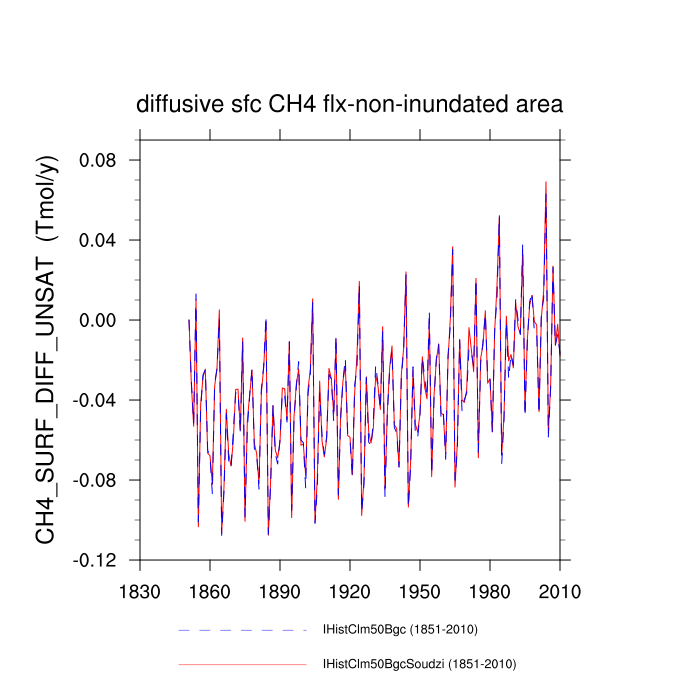 diffusive sfc CH4 flx-non-inundated area
CH4_SURF_DIFF_UNSAT (Tmol/y)
0.08
0.04
0.00
-0.04
-0.08
-0.12
1830 1860 1890 1920 1950 1980 2010
IHistClm50Bgc (1851-2010)
IHistClm50BgcSoudzi (1851-2010)